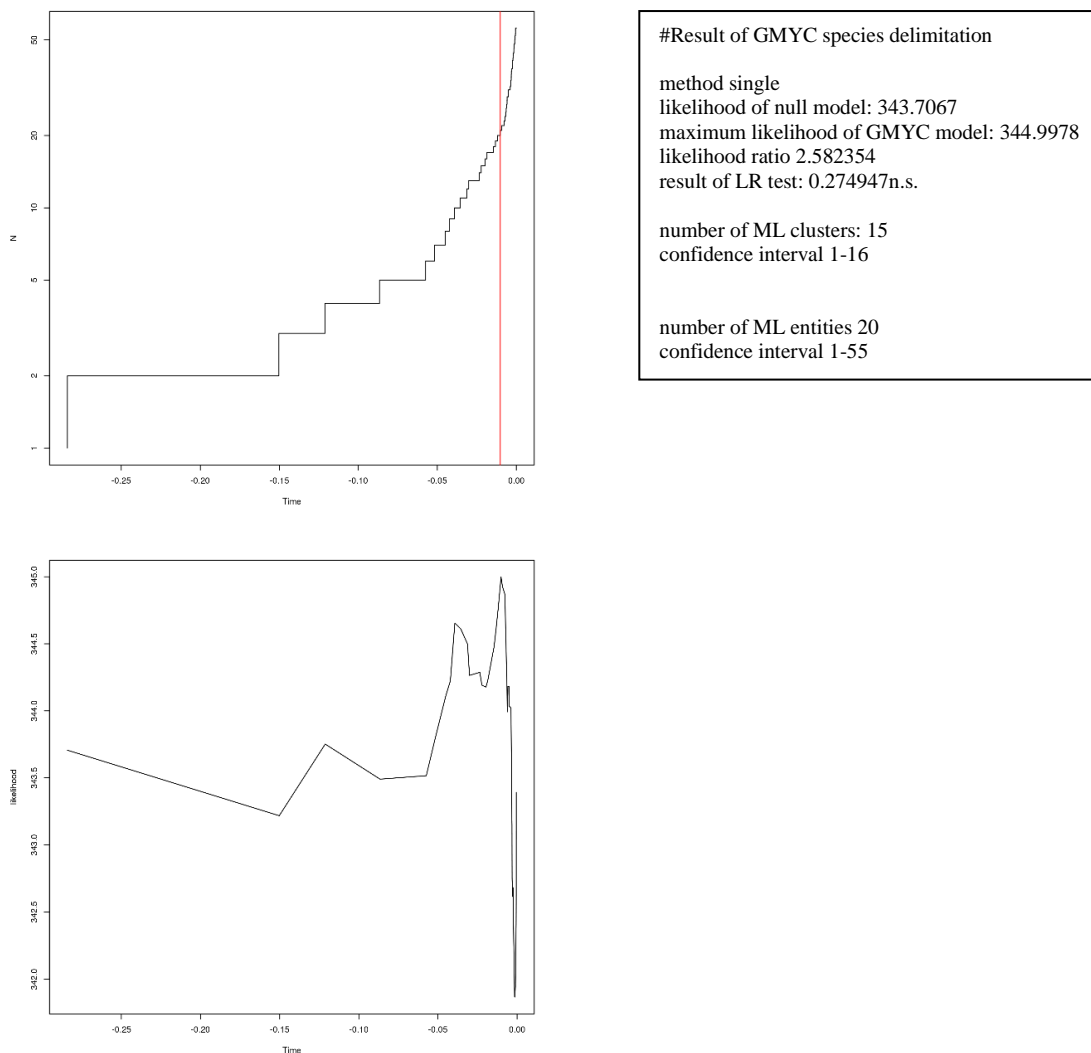 50
20
10
5
2
1
N
-0.25 -0.20 -0.15 -0.10 -0.05 0.00
Time
#Result of GMYC species delimitation
method single
likelihood of null model: 343.7067
maximum likelihood of GMYC model: 344.9978
likelihood ratio 2.582354
result of LR test: 0.274947n.s.
number of ML clusters: 15
confidence interval 1-16
number of ML entities 20
confidence interval 1-55
345.0
344.5
344.0
343.5
343.0
342.5
342.0
likelihood
-0.25 -0.20 -0.15 -0.10 -0.05 0.00
Time